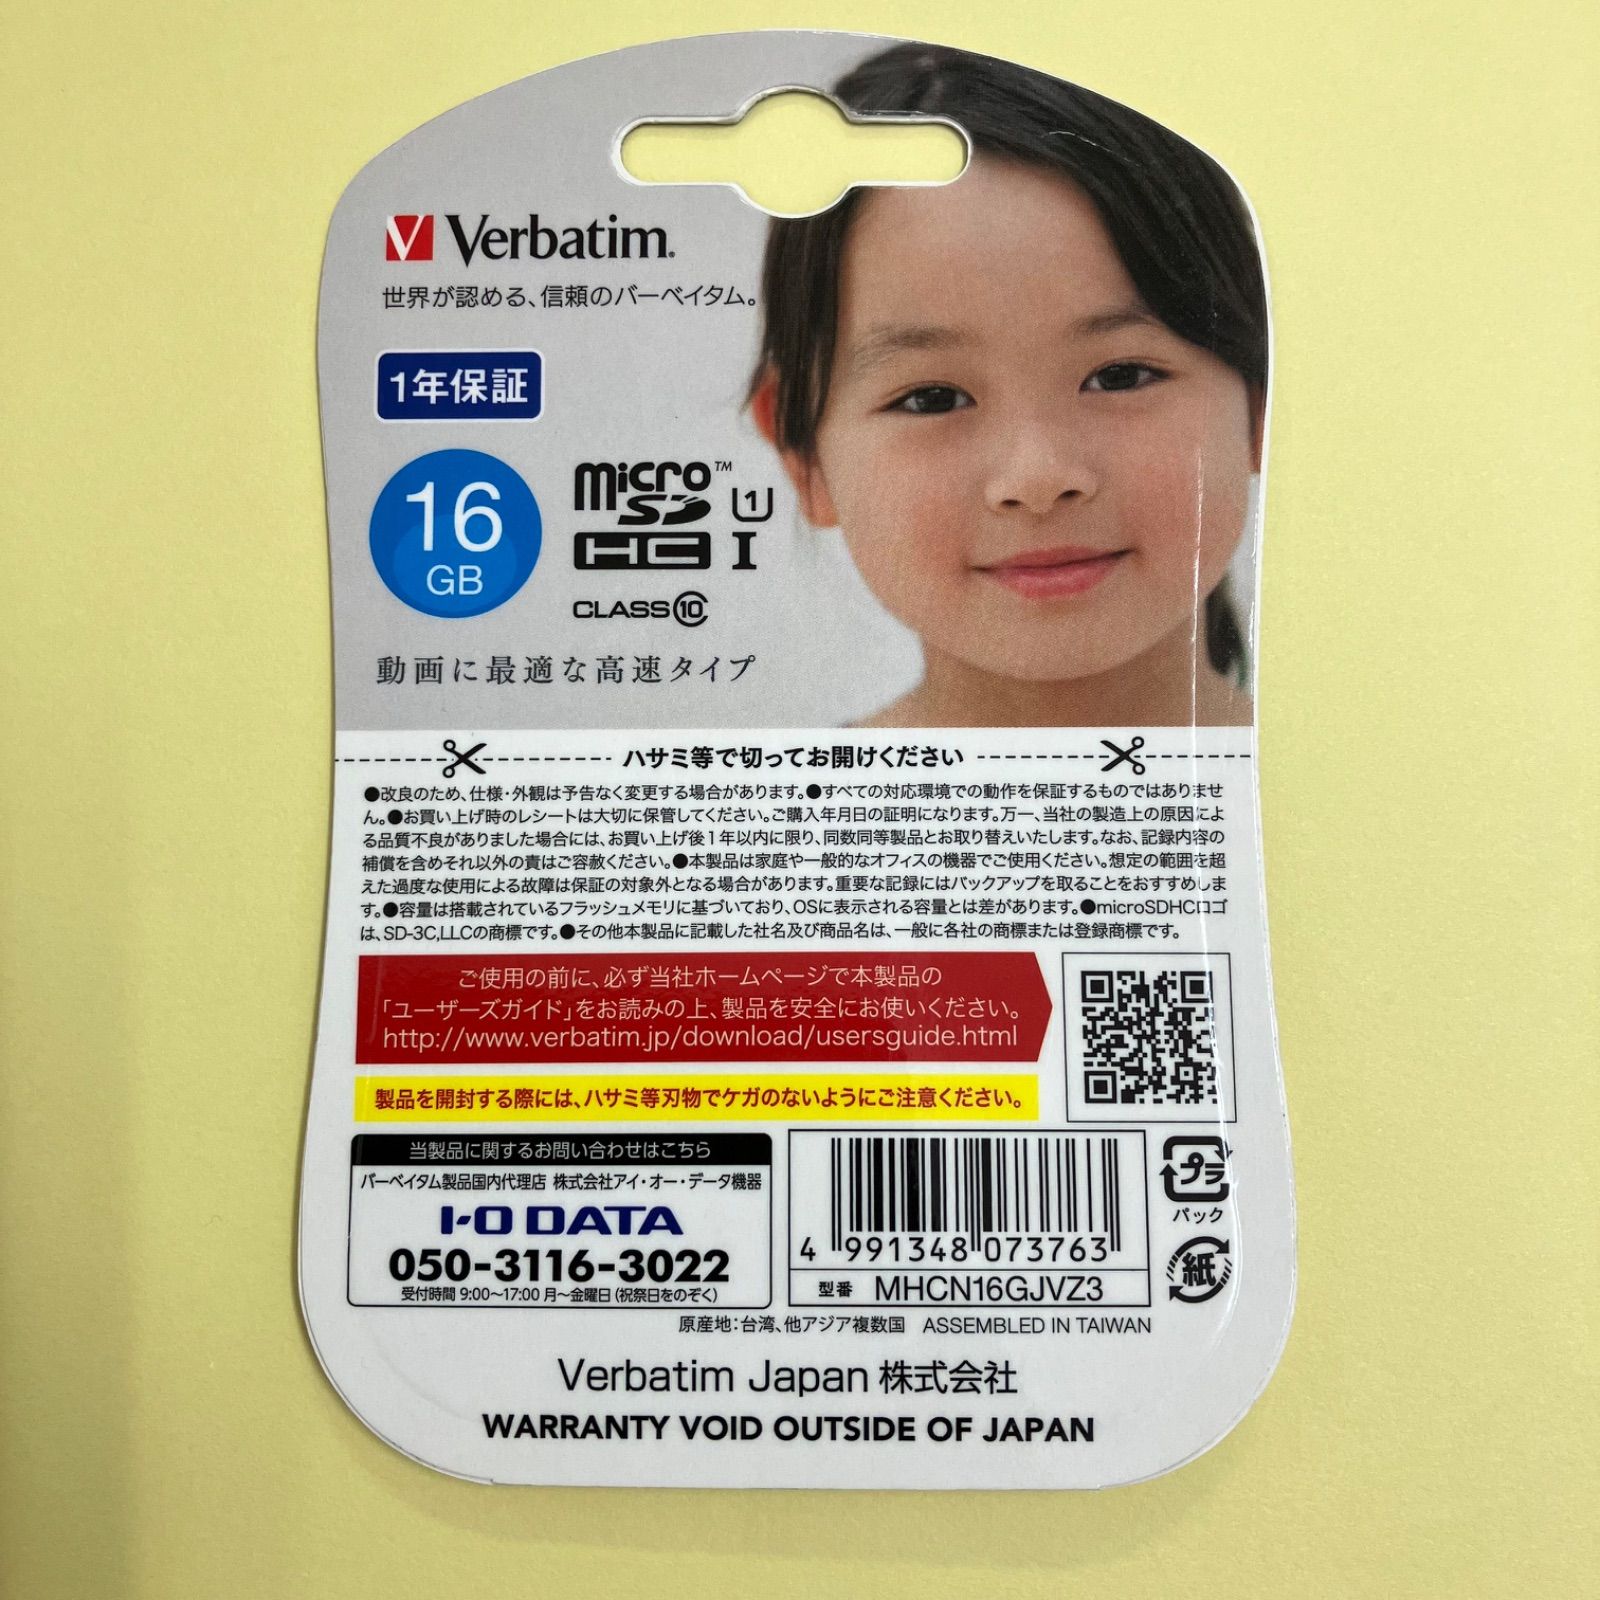 Verbatim.
世界が認める、信頼のバーベイタム。
1年保証
16
GB
micro™
SD
HC I
1
CLASS10
動画に最適な高速タイプ
ハサミ等で切ってお開けください
●改良のため、仕様・外観は予告なく変更する場合があります。●すべての対応環境での動作を保証するものではありませ
ん。●お買い上げ時のレシートは大切に保管してください。ご購入年月日の証明になります。万一、当社の製造上の原因によ
る品質不良がありました場合には、お買い上げ後1年以内に限り、同数同等製品とお取り替えいたします。なお、記録内容の
補償を含めそれ以外の責はご容赦ください。●本製品は家庭や一般的なオフィスの機器でご使用ください。想定の範囲を超
えた過度な使用による故障は保証の対象外となる場合があります。重要な記録にはバックアップを取ることをおすすめしま
す。●容量は搭載されているフラッシュメモリに基づいており、OSに表示される容量とは差があります。●microSDHCロゴ
は、SD-3C,LLCの商標です。●その他本製品に記載した社名及び商品名は、一般に各社の商標または登録商標です。
ご使用の前に、必ず当社ホームページで本製品の
「ユーザーズガイド」をお読みの上、製品を安全にお使いください。
http://www.verbatim.jp/download/usersguide.html
製品を開封する際には、ハサミ等刃物でケガのないようにご注意ください。
当製品に関するお問い合わせはこちら
バーベイタム製品国内代理店 株式会社アイ・オー・データ機器
I-O DATA
050-3116-3022
受付時間 9:00〜17:00 月〜金曜日(祝祭日をのぞく)
4 991348 073763
型番 MHCN16GJVZ3
プラ
パック
紙
原産地：台湾、他アジア複数国 ASSEMBLED IN TAIWAN
Verbatim Japan 株式会社
WARRANTY VOID OUTSIDE OF JAPAN